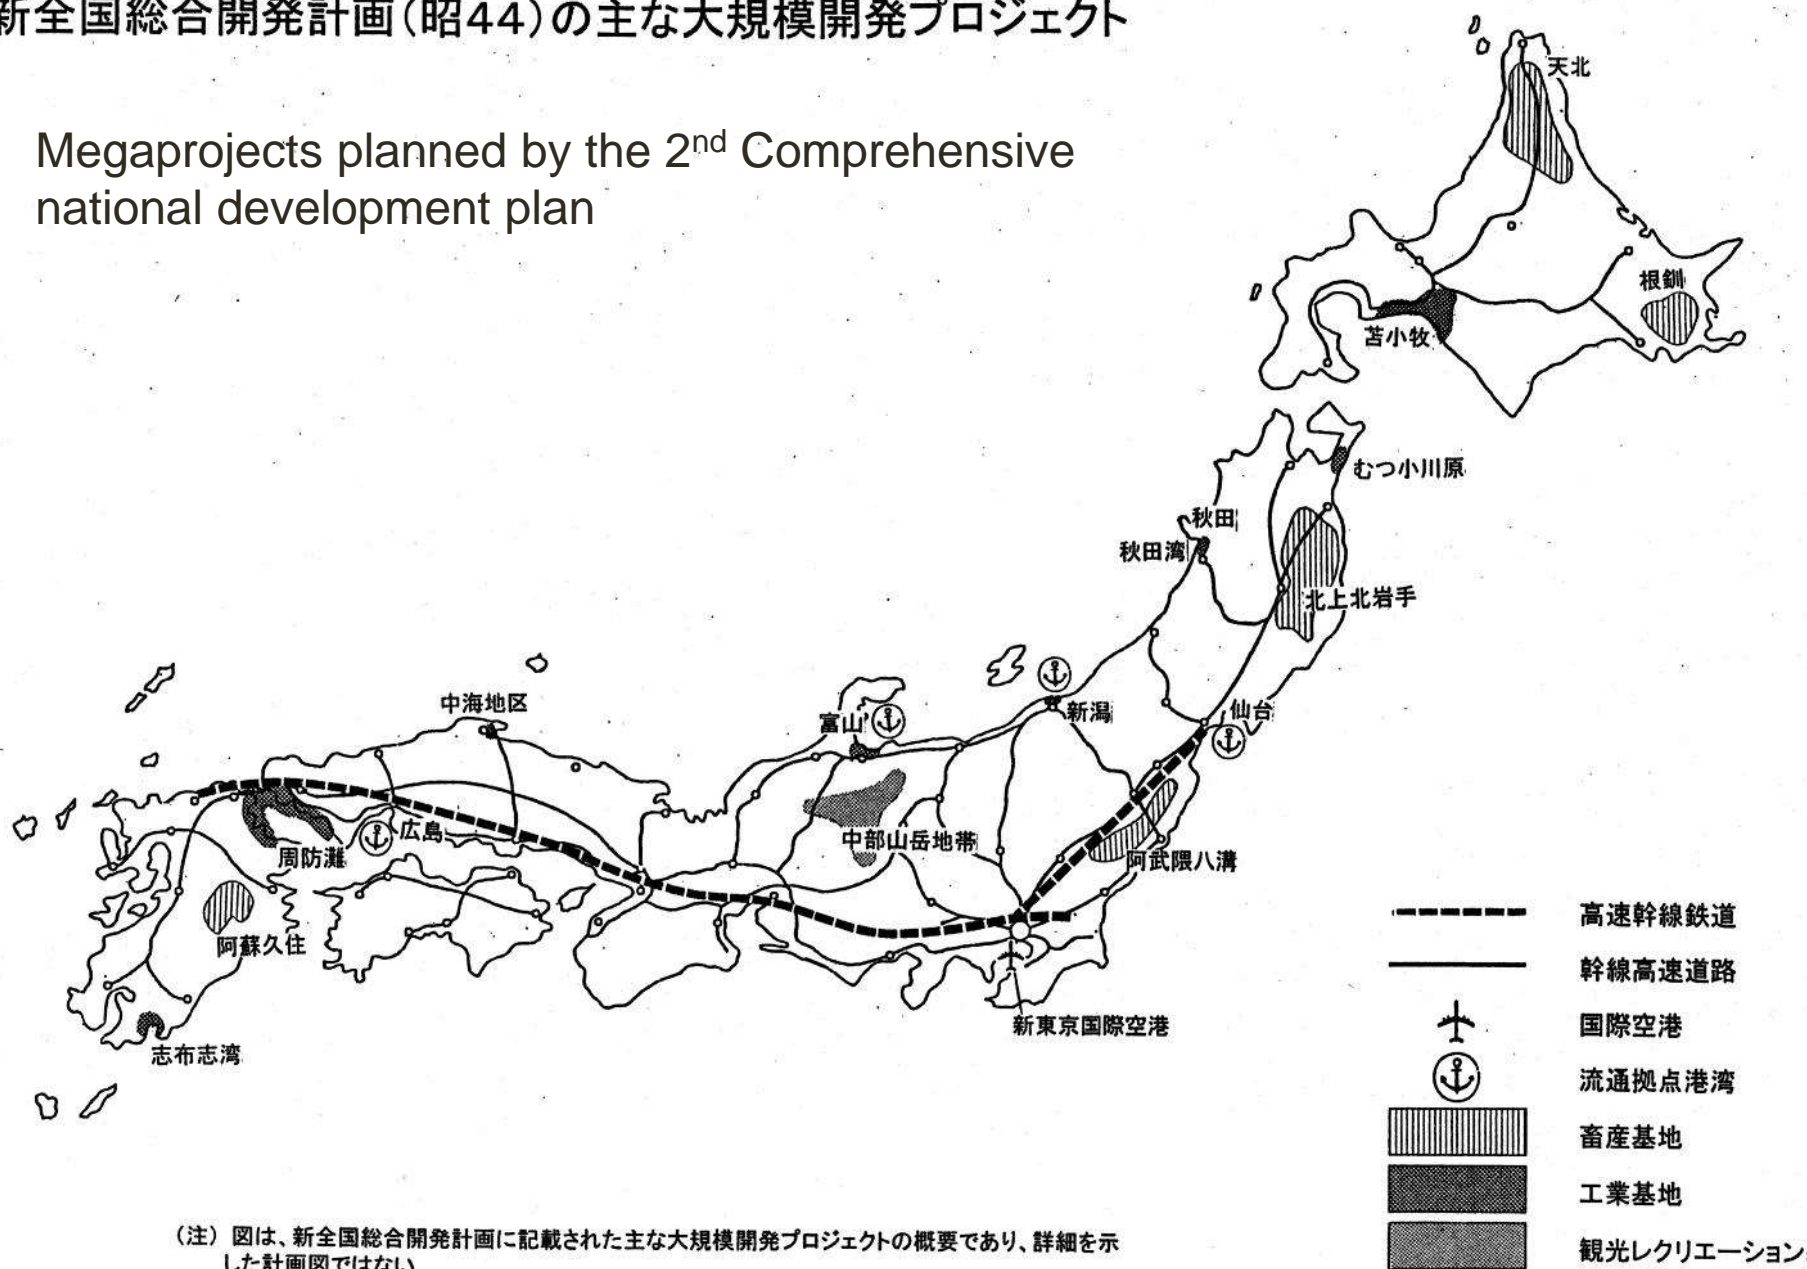 新全国総合開発計画(昭44)の主な大規模開発プロジェクト
Megaprojects planned by the 2nd Comprehensive
national development plan
天北
根釧
苫小牧
むつ小川原
秋田
秋田湾
北上北岩手
中海地区
富山
新潟
仙台
広島
周防灘
中部山岳地帯
阿武隈八溝
阿蘇久住
新東京国際空港
志布志湾
高速幹線鉄道
幹線高速道路
国際空港
流通拠点港湾
畜産基地
工業基地
観光レクリエーション
(注) 図は、新全国総合開発計画に記載された主な大規模開発プロジェクトの概要であり、詳細を示
した計画図ではない